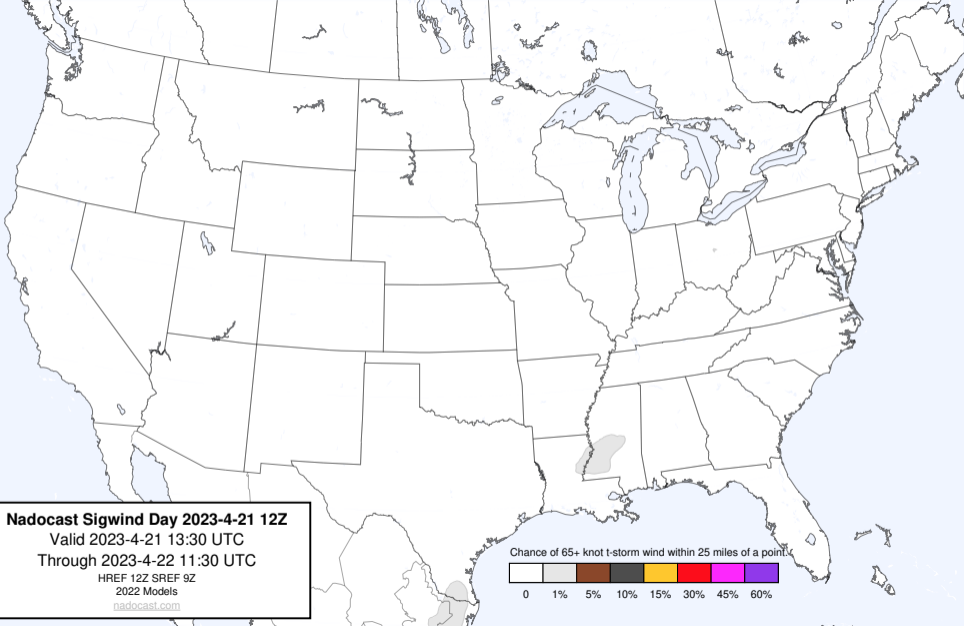 Nadocast Sigwind Day 2023-4-21 12Z
Valid 2023-4-21 13:30 UTC
Through 2023-4-22 11:30 UTC
HREF 12Z SREF 9Z
2022 Models
nadocast.com
Chance of 65+ knot t-storm wind within 25 miles of a point.
0 1% 5% 10% 15% 30% 45% 60%